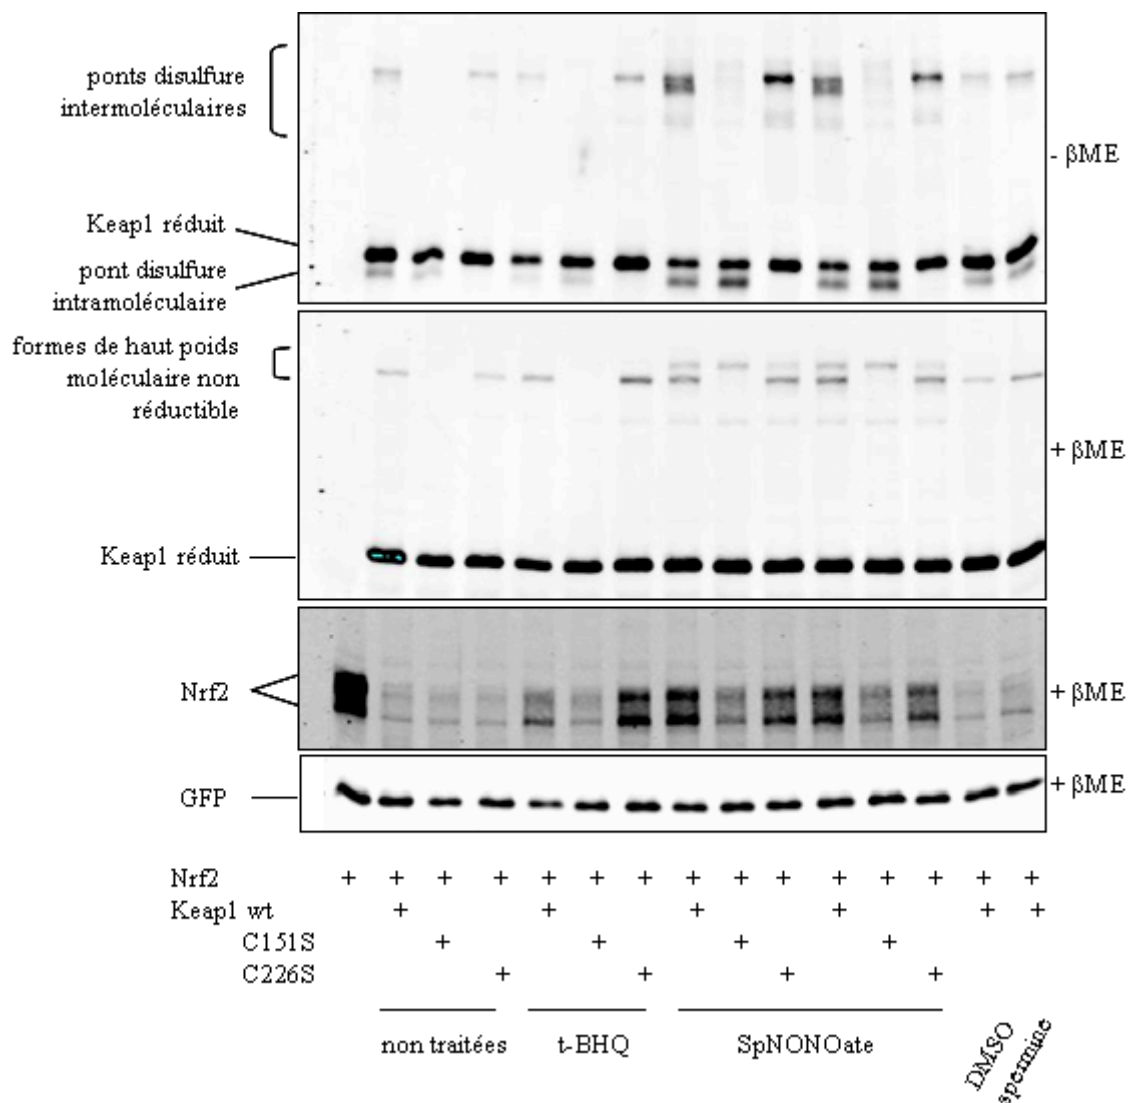 ponts disulfure
intermoléculaires
- βME
Keap1 réduit
pont disulfure
intramoléculaire
formes de haut poids
moléculaire non
réductible
+ βME
Keap1 réduit
Nrf2
+ βME
GFP
+ βME
Nrf2 + + + + + + + + + + + + + + +
Keap1 wt + + + + + +
C151S + + + +
C226S + + + +
non traitées t-BHQ SpNONOate DMSO spermine